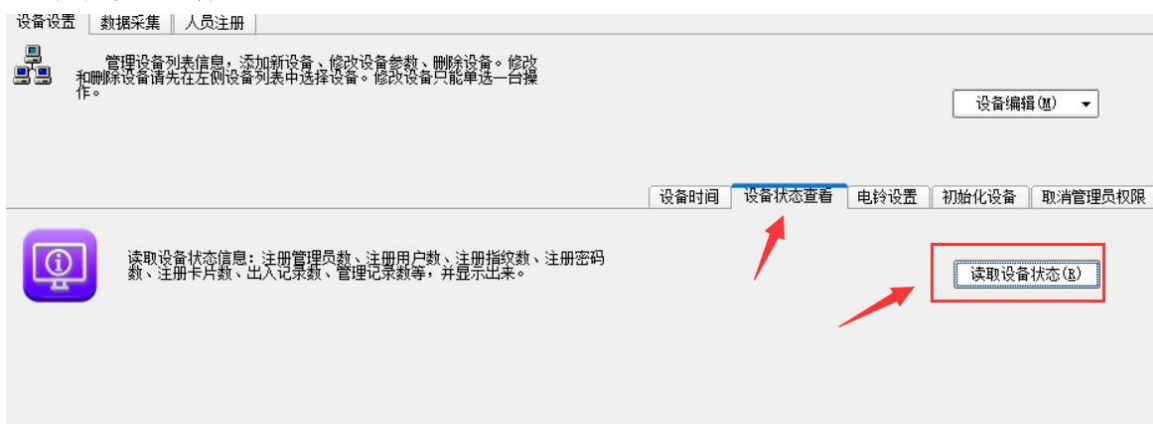 设备设置 数据采集 人员注册
管理设备列表信息，添加新设备、修改设备参数、删除设备。修改
和删除设备请先在左侧设备列表中选择设备。修改设备只能单选一台操
作。
设备编辑(M)
设备时间 设备状态查看 电铃设置 初始化设备 取消管理员权限
读取设备状态信息：注册管理员数、注册用户数、注册指纹数、注册密码
数、注册卡片数、出入记录数、管理记录数等，并显示出来。
读取设备状态(R)